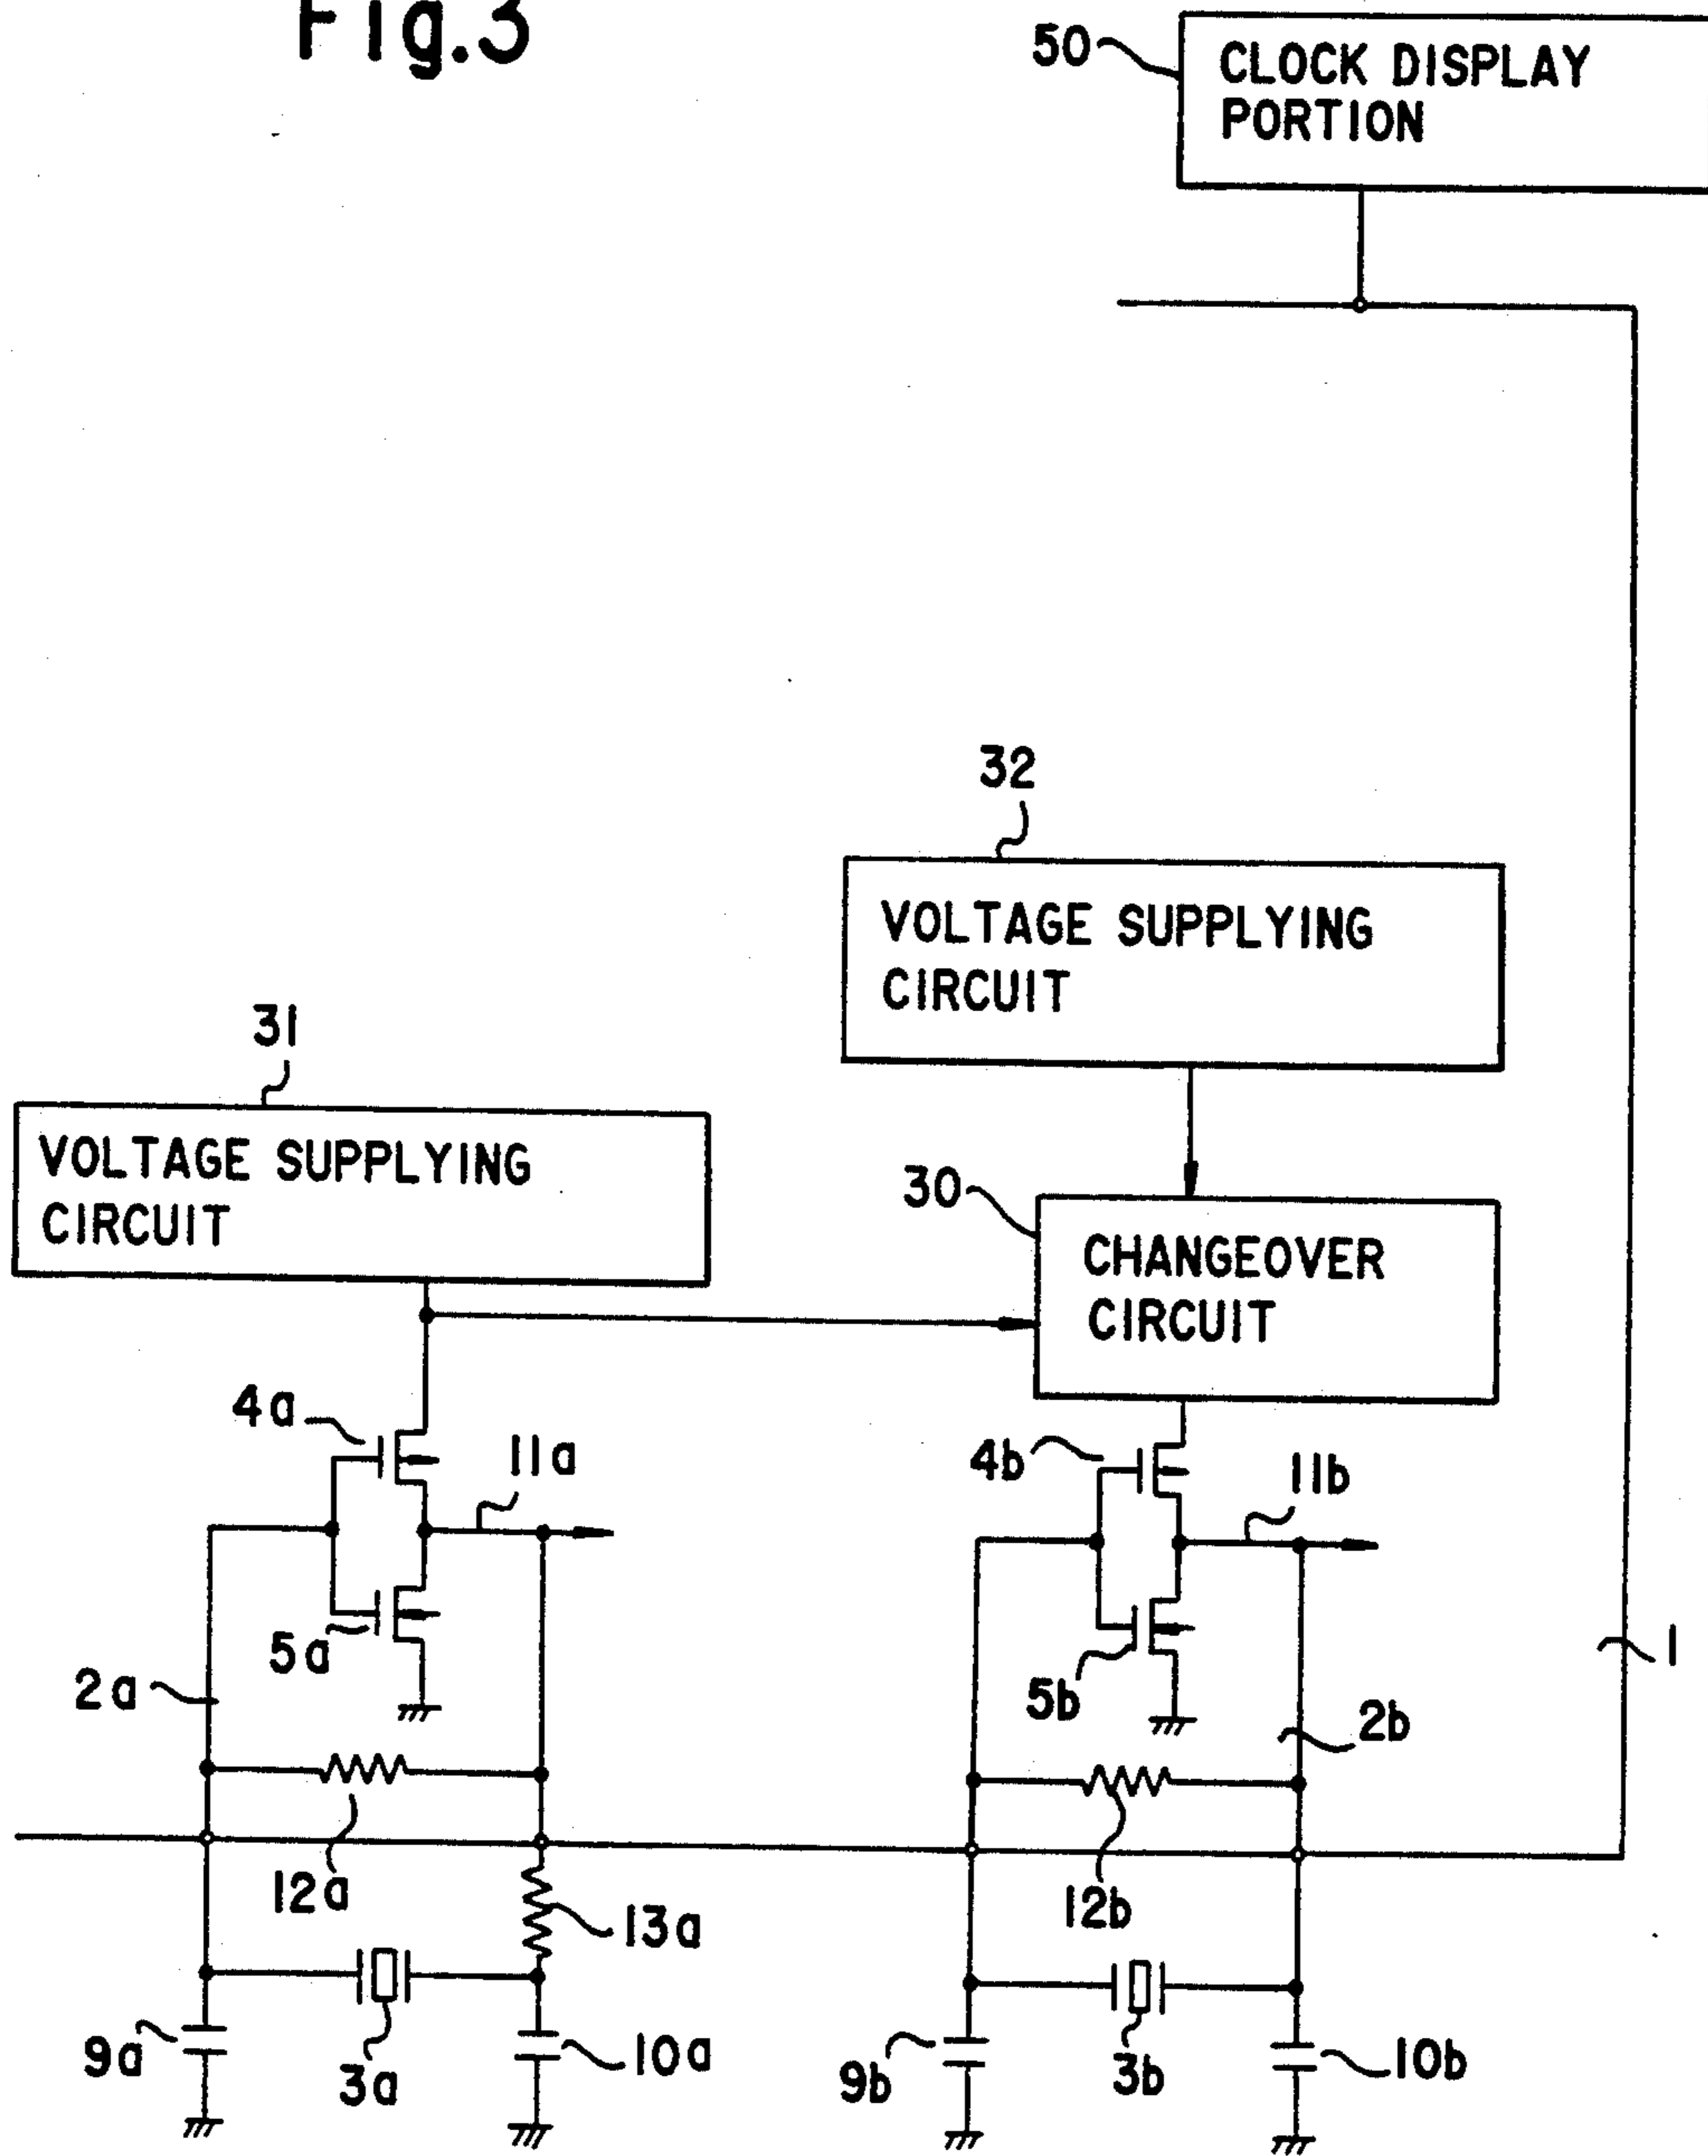 Fig.3
50
CLOCK DISPLAY
PORTION
32
VOLTAGE SUPPLYING
CIRCUIT
31
VOLTAGE SUPPLYING
CIRCUIT
30
CHANGEOVER
CIRCUIT
4a
11a
4b
11b
5a
2a
5b
2b
1
12a
13a
12b
9a
3a
10a
9b
3b
10b